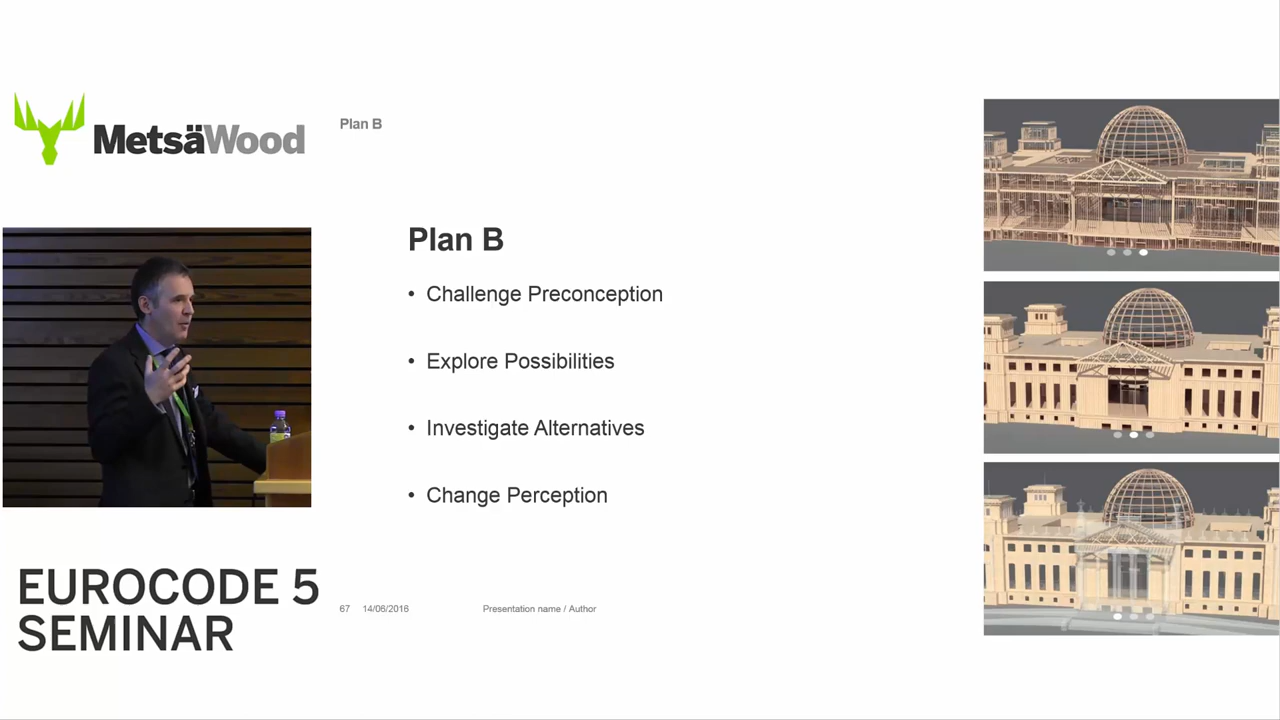 MetsäWood
Plan B
Plan B
• Challenge Preconception
• Explore Possibilities
• Investigate Alternatives
• Change Perception
EUROCODE 5
SEMINAR
67 14/06/2016 Presentation name / Author